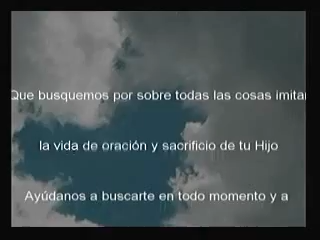 Que busquemos por sobre todas las cosas imitar
la vida de oración y sacrificio de tu Hijo
Ayúdanos a buscarte en todo momento y a